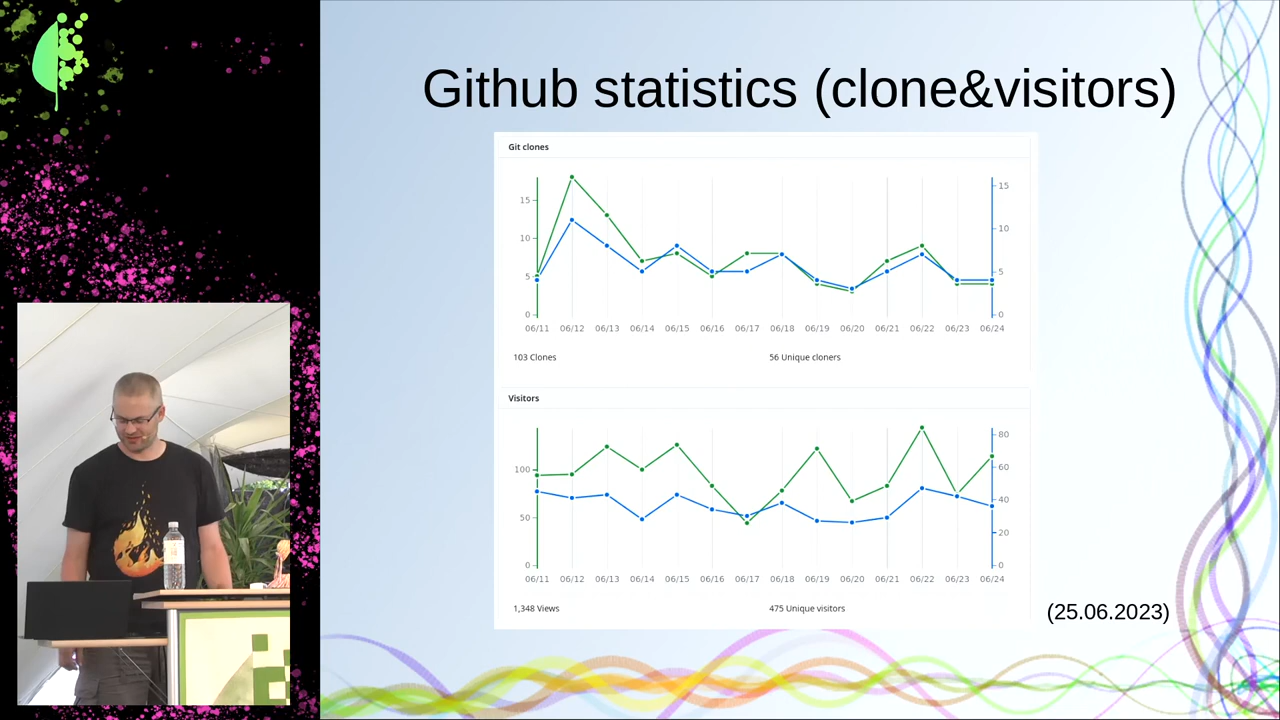 Github statistics (clone&visitors)
Git clones
15
10
5
0
15
10
5
0
06/11 06/12 06/13 06/14 06/15 06/16 06/17 06/18 06/19 06/20 06/21 06/22 06/23 06/24
103 Clones 56 Unique cloners
Visitors
100
50
0
80
60
40
20
0
06/11 06/12 06/13 06/14 06/15 06/16 06/17 06/18 06/19 06/20 06/21 06/22 06/23 06/24
1,348 Views 475 Unique visitors
(25.06.2023)